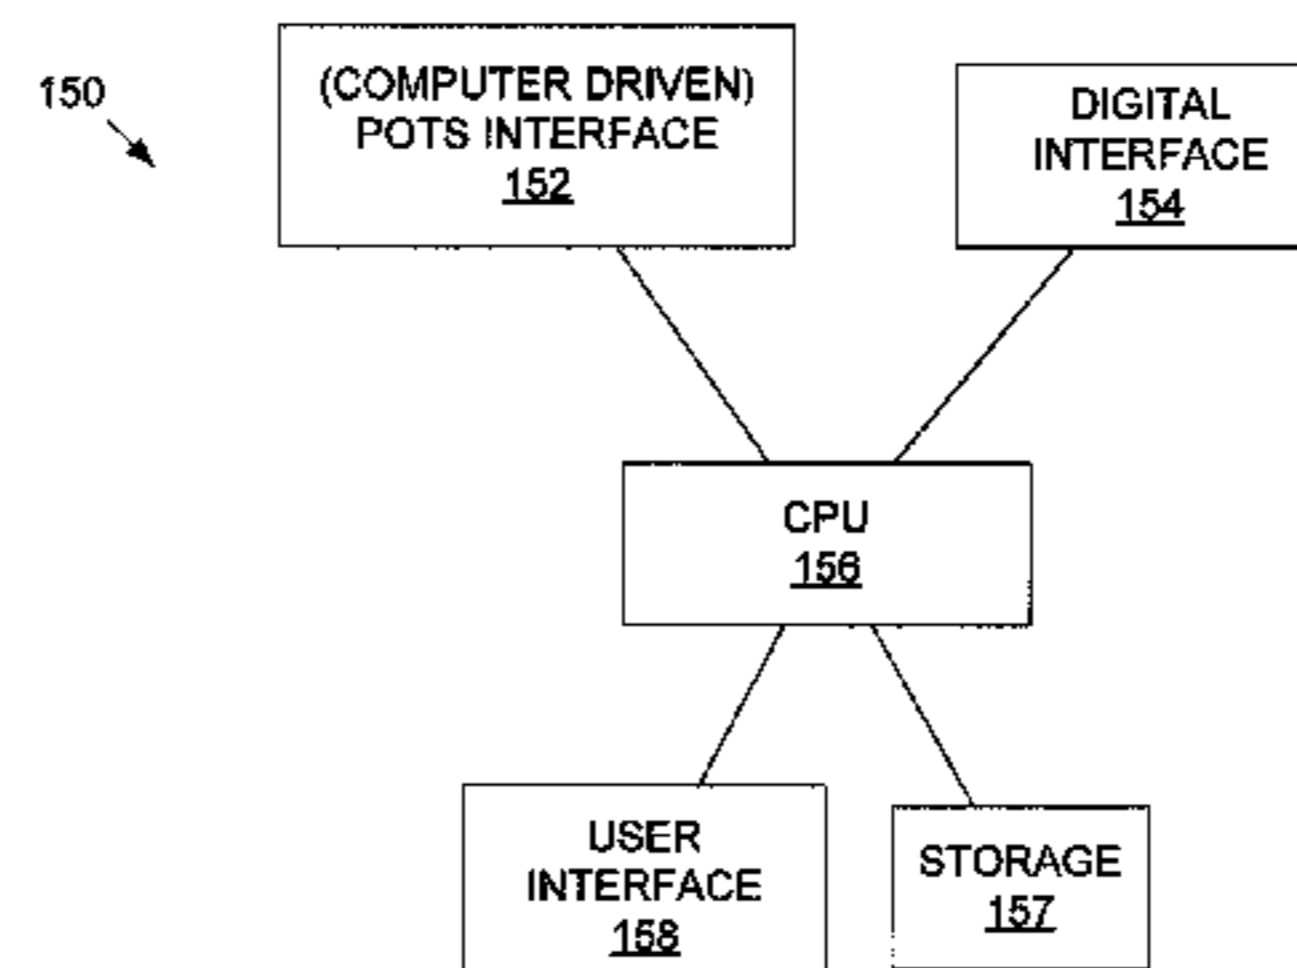 150
(COMPUTER DRIVEN)
POTS INTERFACE
152
DIGITAL
INTERFACE
154
CPU
156
USER
INTERFACE
158
STORAGE
157